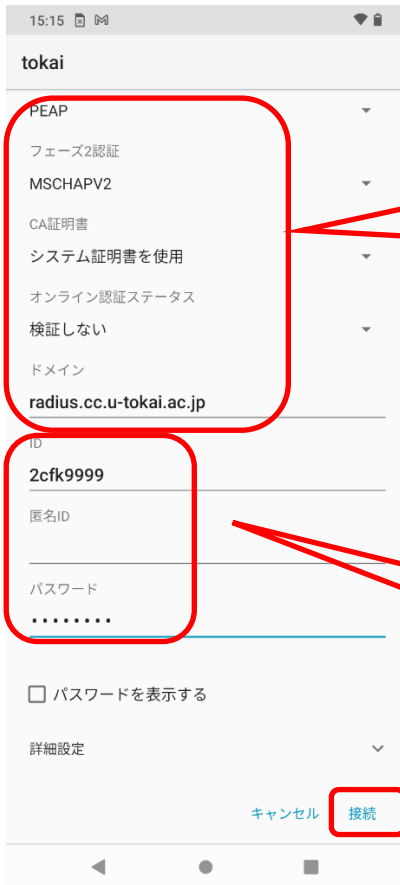 15:15
tokai
PEAP
フェーズ2認証
MSCHAPV2
CA証明書
システム証明書を使用
オンライン認証ステータス
検証しない
ドメイン
radius.cc.u-tokai.ac.jp
ID
2cfk9999
匿名ID
パスワード
••••••••
パスワードを表示する
詳細設定
キャンセル 接続